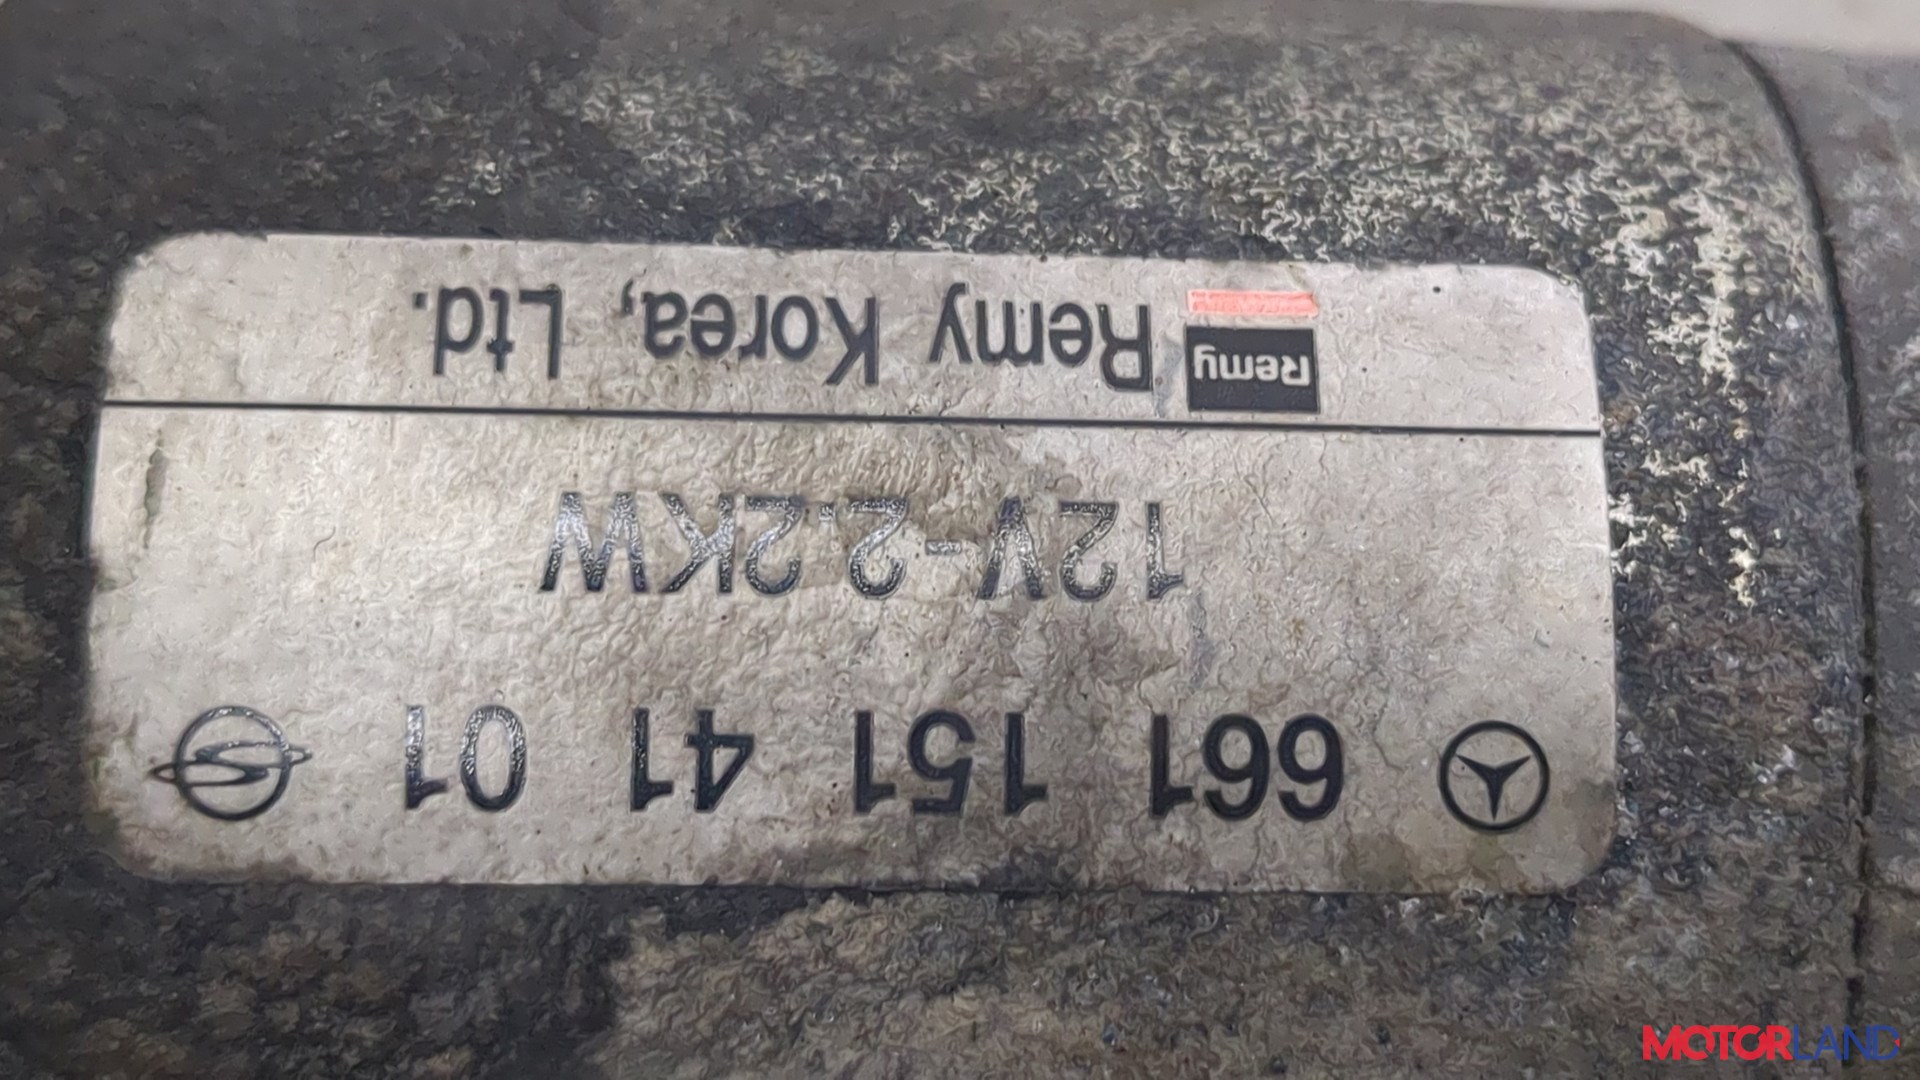 661 151 41 01
12V-2.2KW
Remy Remy Korea, Ltd.
MOTORLAND